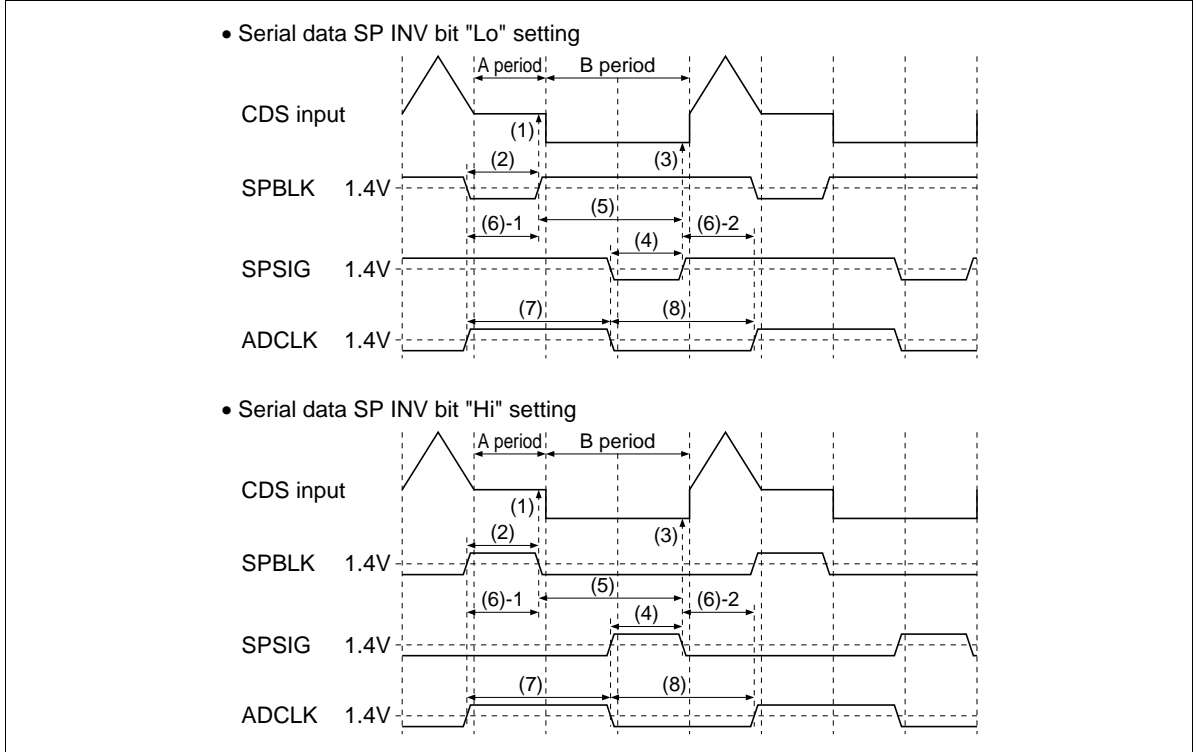 • Serial data SP INV bit "Lo" setting
A period B period
CDS input
(1)
(2) (3)
SPBLK 1.4V
(5)
(6)-1 (6)-2
(4)
SPSIG 1.4V
(7) (8)
ADCLK 1.4V
• Serial data SP INV bit "Hi" setting
A period B period
CDS input
(1)
(2) (3)
SPBLK 1.4V
(5)
(6)-1 (6)-2
(4)
SPSIG 1.4V
(7) (8)
ADCLK 1.4V